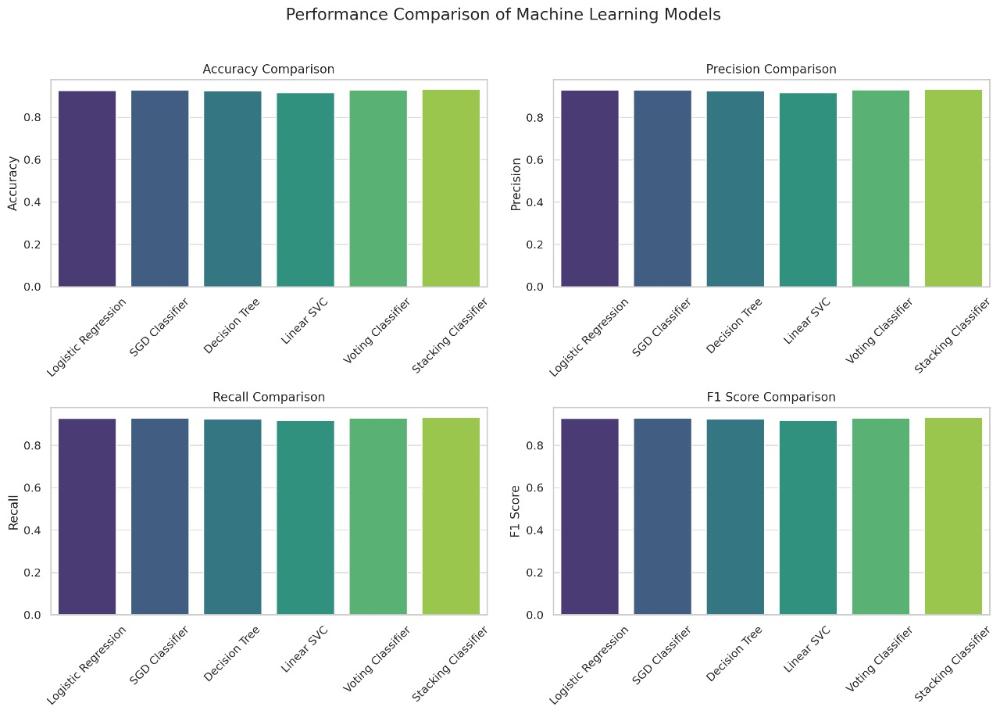 Performance Comparison of Machine Learning Models
Accuracy Comparison
Accuracy
0.8
0.6
0.4
0.2
0.0
Logistic Regression
SGD Classifier
Decision Tree
Linear SVC
Voting Classifier
Stacking Classifier
Precision Comparison
Precision
0.8
0.6
0.4
0.2
0.0
Logistic Regression
SGD Classifier
Decision Tree
Linear SVC
Voting Classifier
Stacking Classifier
Recall Comparison
Recall
0.8
0.6
0.4
0.2
0.0
Logistic Regression
SGD Classifier
Decision Tree
Linear SVC
Voting Classifier
Stacking Classifier
F1 Score Comparison
F1 Score
0.8
0.6
0.4
0.2
0.0
Logistic Regression
SGD Classifier
Decision Tree
Linear SVC
Voting Classifier
Stacking Classifier